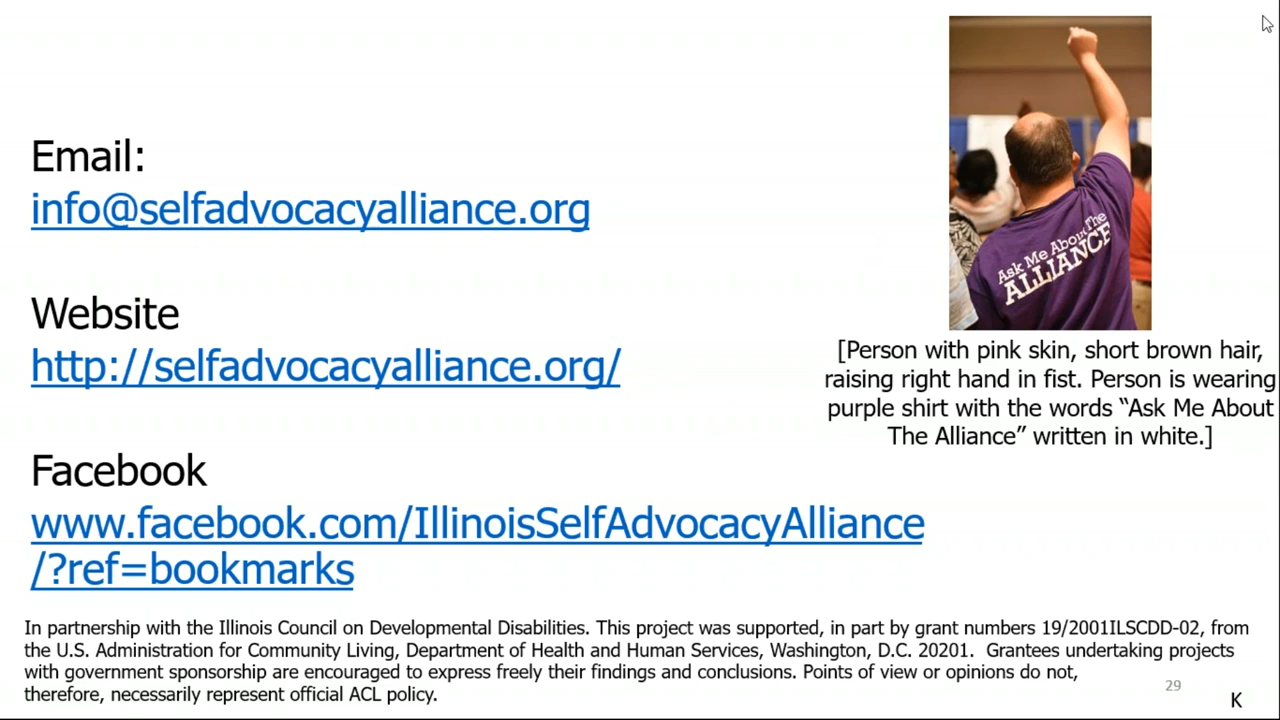 Email:
info@selfadvocacyalliance.org
Website
http://selfadvocacyalliance.org/
Facebook
www.facebook.com/IllinoisSelfAdvocacyAlliance
/?ref=bookmarks
Ask Me About The
ALLIANCE
[Person with pink skin, short brown hair,
raising right hand in fist. Person is wearing
purple shirt with the words “Ask Me About
The Alliance” written in white.]
In partnership with the Illinois Council on Developmental Disabilities. This project was supported, in part by grant numbers 19/2001ILSCDD-02, from
the U.S. Administration for Community Living, Department of Health and Human Services, Washington, D.C. 20201.  Grantees undertaking projects
with government sponsorship are encouraged to express freely their findings and conclusions. Points of view or opinions do not,
therefore, necessarily represent official ACL policy.
29
K